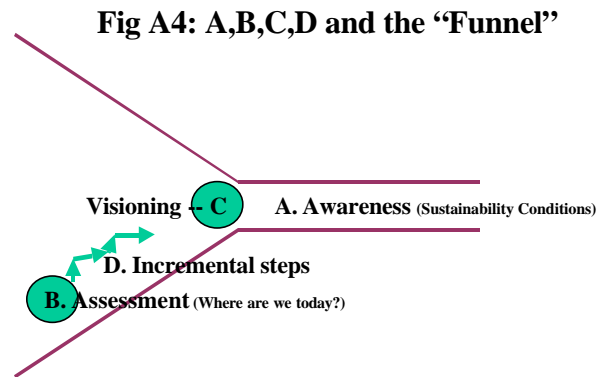 Fig A4: A,B,C,D and the “Funnel”
Visioning -- C
A. Awareness (Sustainability Conditions)
D. Incremental steps
B. Assessment (Where are we today?)